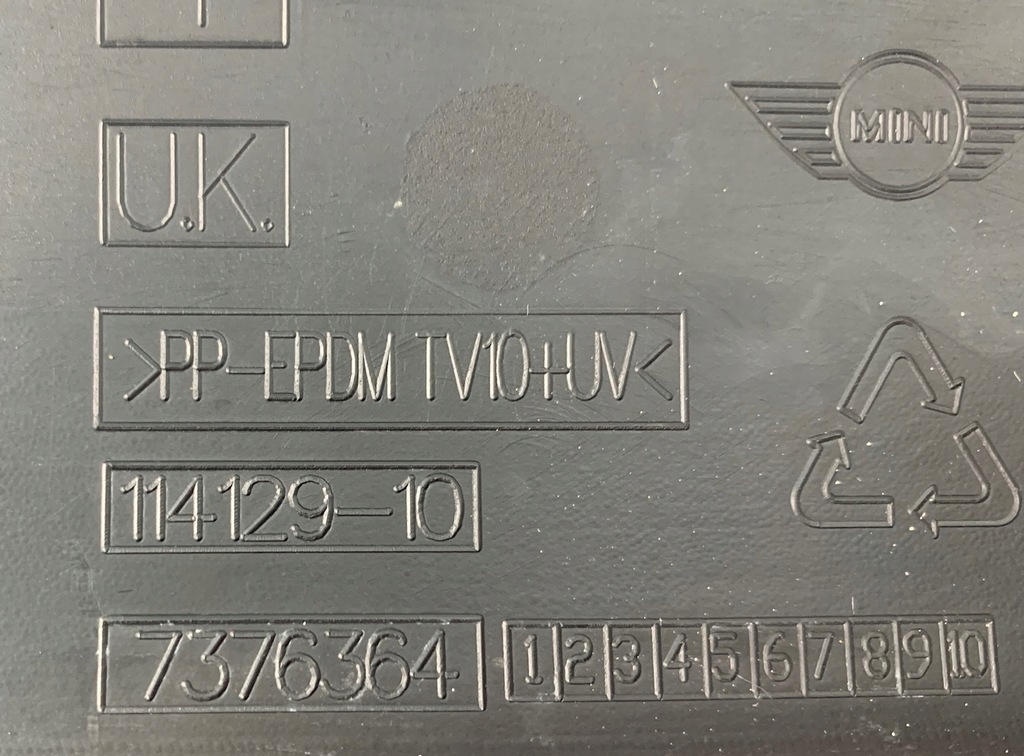 MINI
U.K.
>PP-EPDM TV10+UV<
114129-10
7376364
1 2 3 4 5 6 7 8 9 10